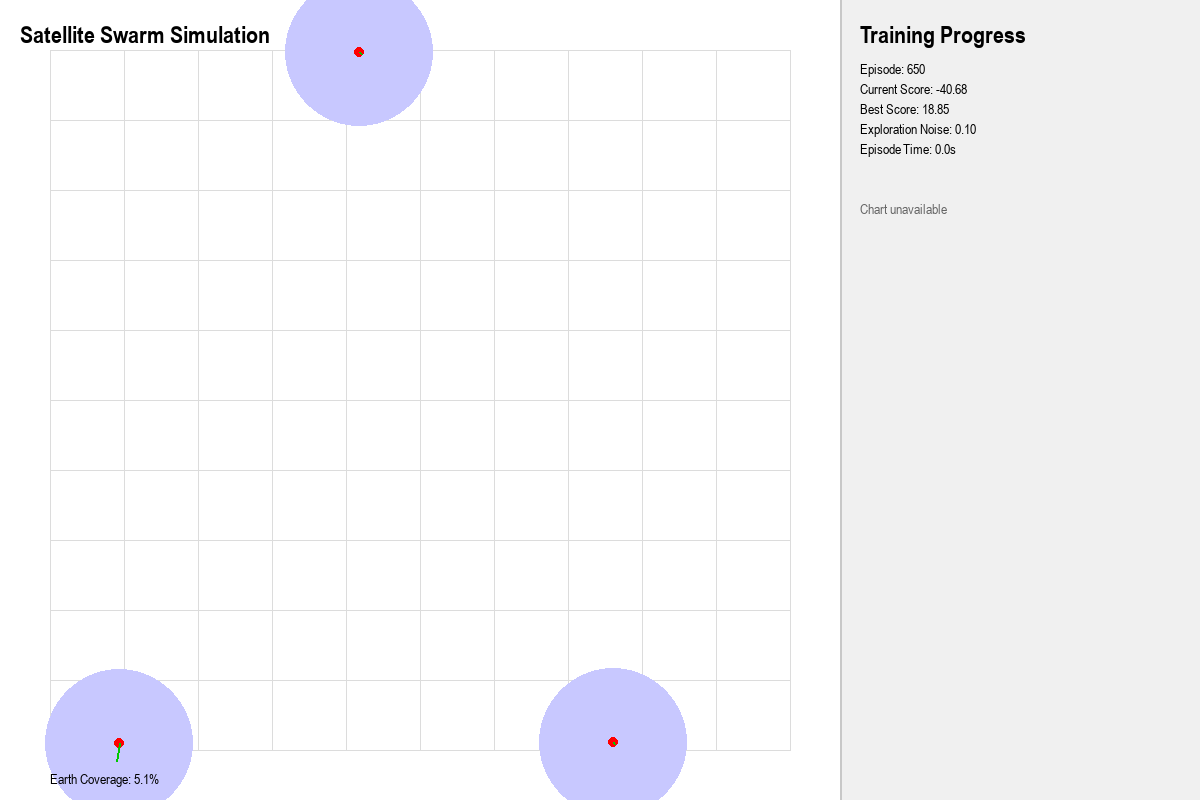 Satellite Swarm Simulation
Earth Coverage: 5.1%
Training Progress
Episode: 650
Current Score: -40.68
Best Score: 18.85
Exploration Noise: 0.10
Episode Time: 0.0s
Chart unavailable